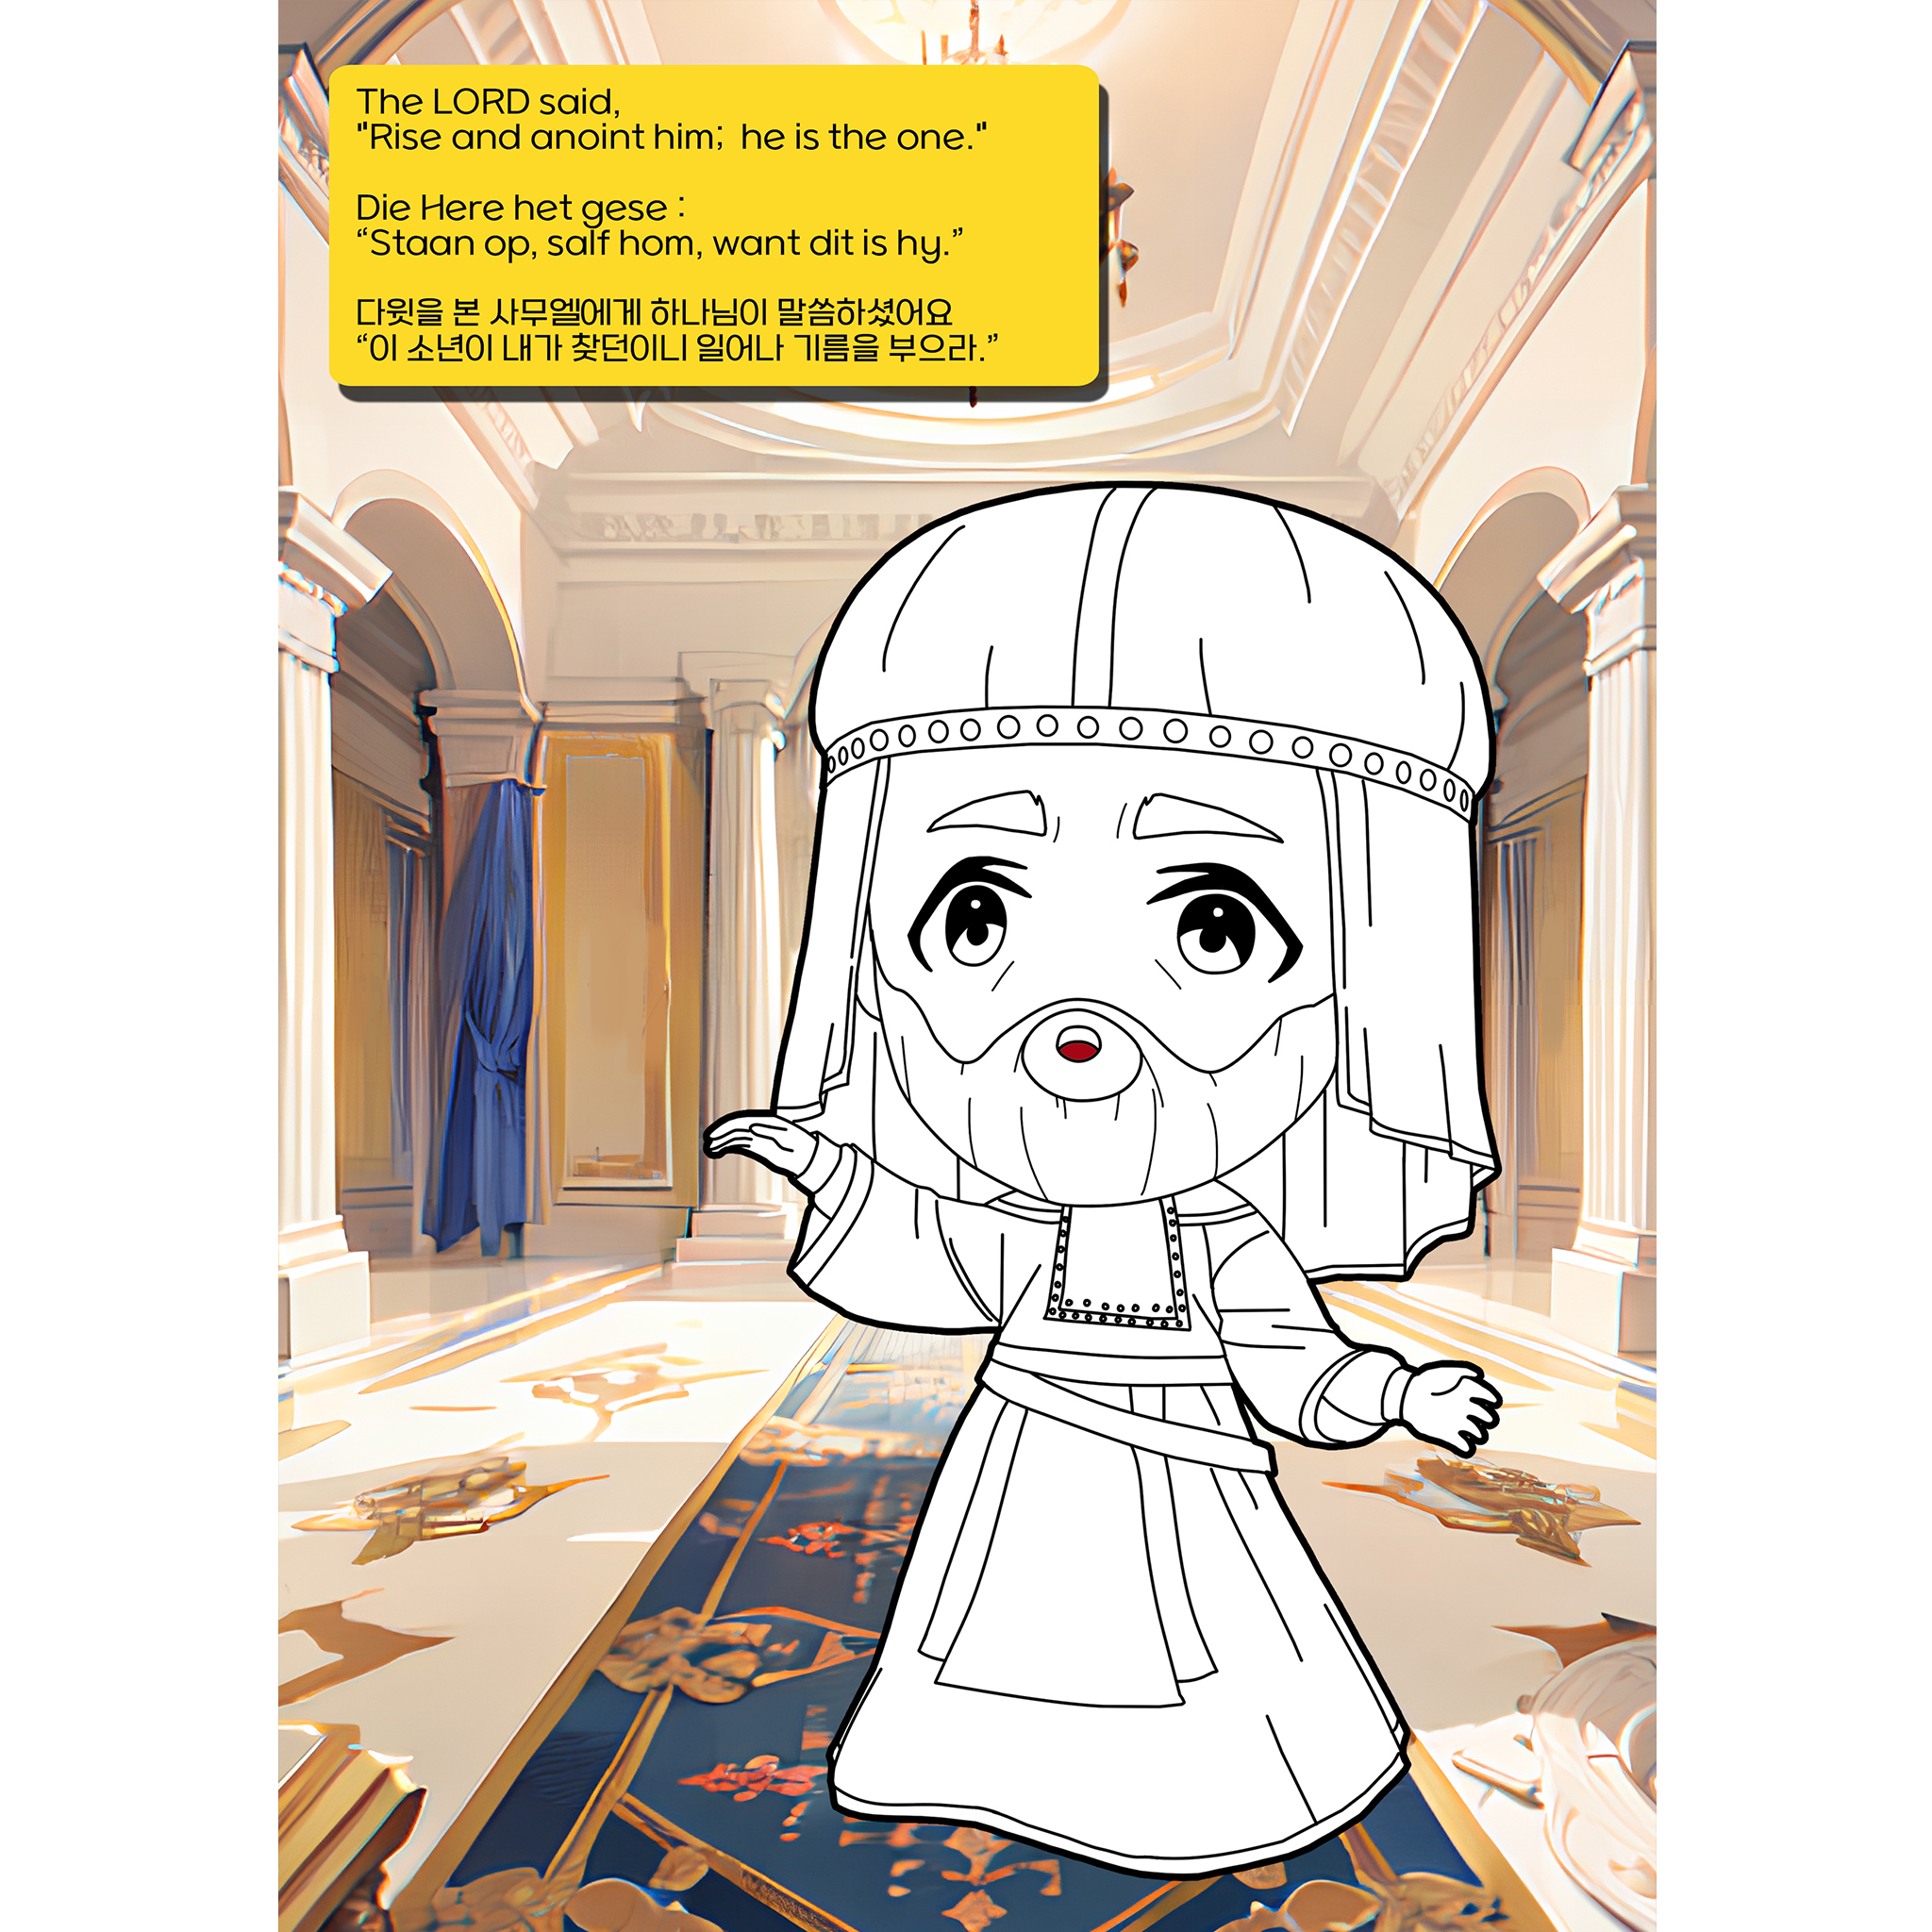 The LORD said,
"Rise and anoint him;  he is the one."
Die Here het gese :
“Staan op, salf hom, want dit is hy.”
다윗을 본 사무엘에게 하나님이 말씀하셨어요
“이 소년이 내가 찾던이니 일어나 기름을 부으라.”